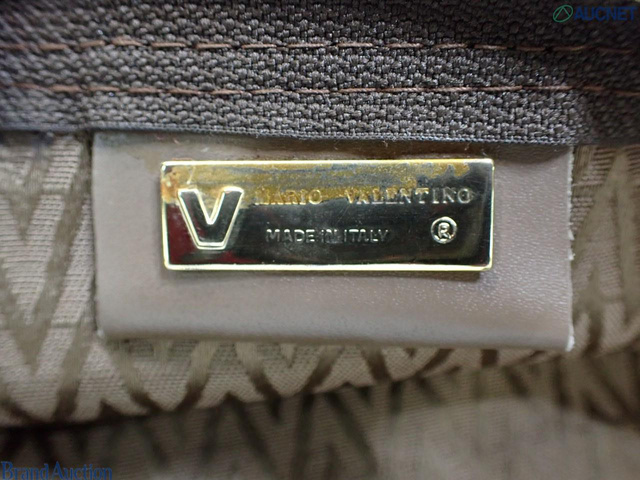 AUCNET
V MARIO VALENTINO
MADE IN ITALY ®
Brand Auction